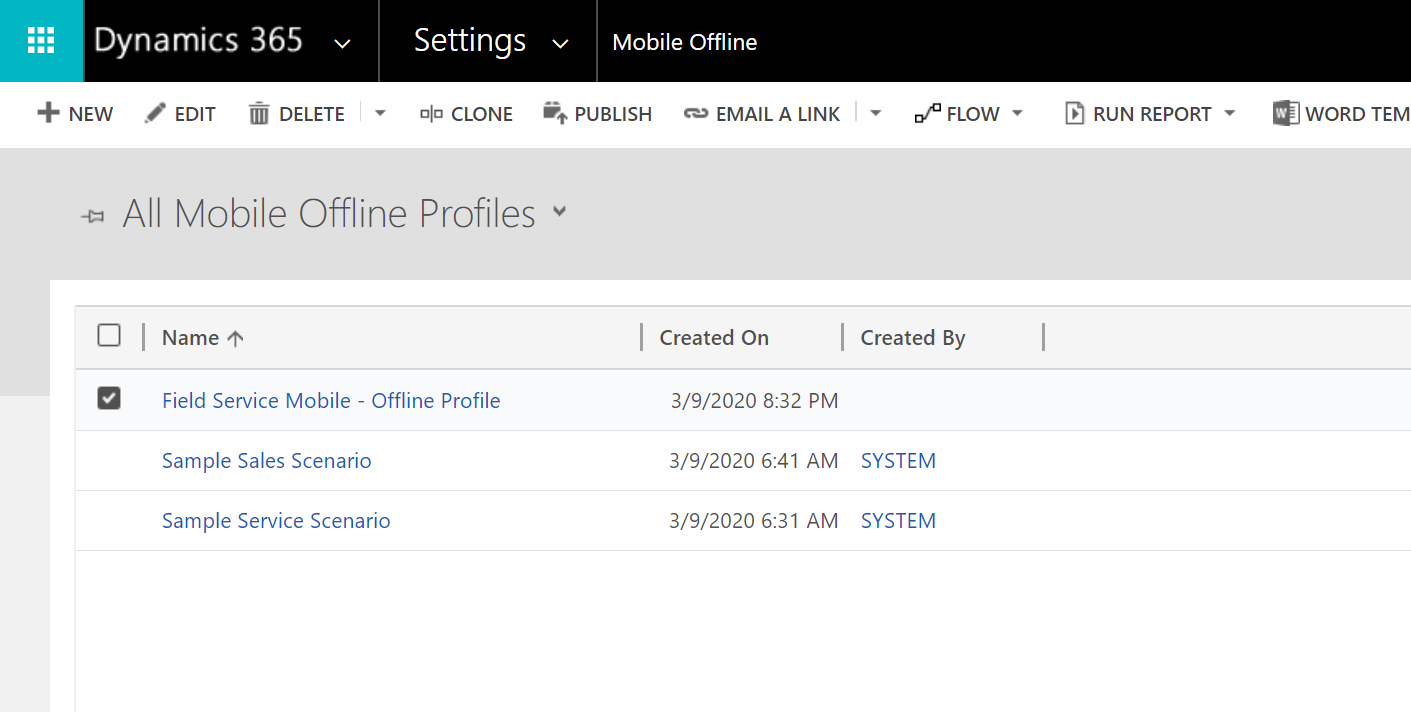 Dynamics 365 Settings Mobile Offline
NEW EDIT DELETE CLONE PUBLISH EMAIL A LINK FLOW RUN REPORT WORD TEM
All Mobile Offline Profiles
Name Created On Created By
Field Service Mobile - Offline Profile 3/9/2020 8:32 PM
Sample Sales Scenario 3/9/2020 6:41 AM SYSTEM
Sample Service Scenario 3/9/2020 6:31 AM SYSTEM